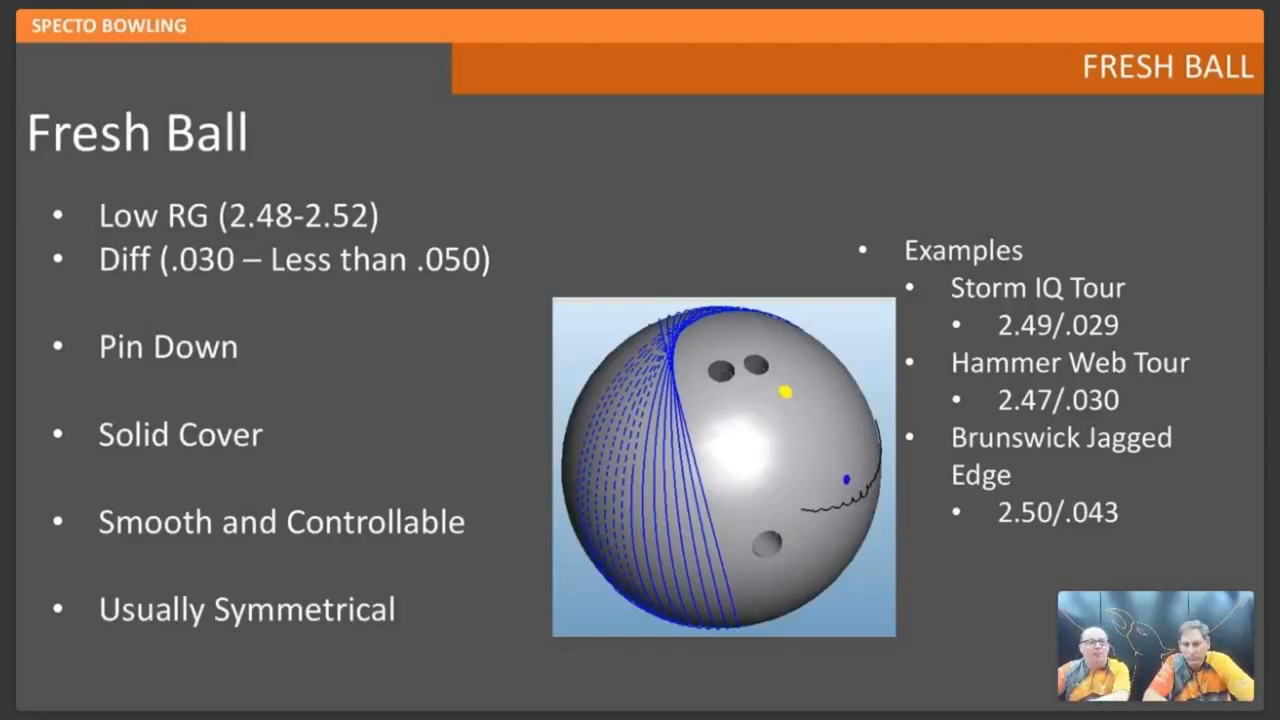 SPECTO BOWLING
FRESH BALL
Fresh Ball
• Low RG (2.48-2.52)
• Diff (.030 – Less than .050)
• Pin Down
• Solid Cover
• Smooth and Controllable
• Usually Symmetrical
• Examples
• Storm IQ Tour
• 2.49/.029
• Hammer Web Tour
• 2.47/.030
• Brunswick Jagged
Edge
• 2.50/.043